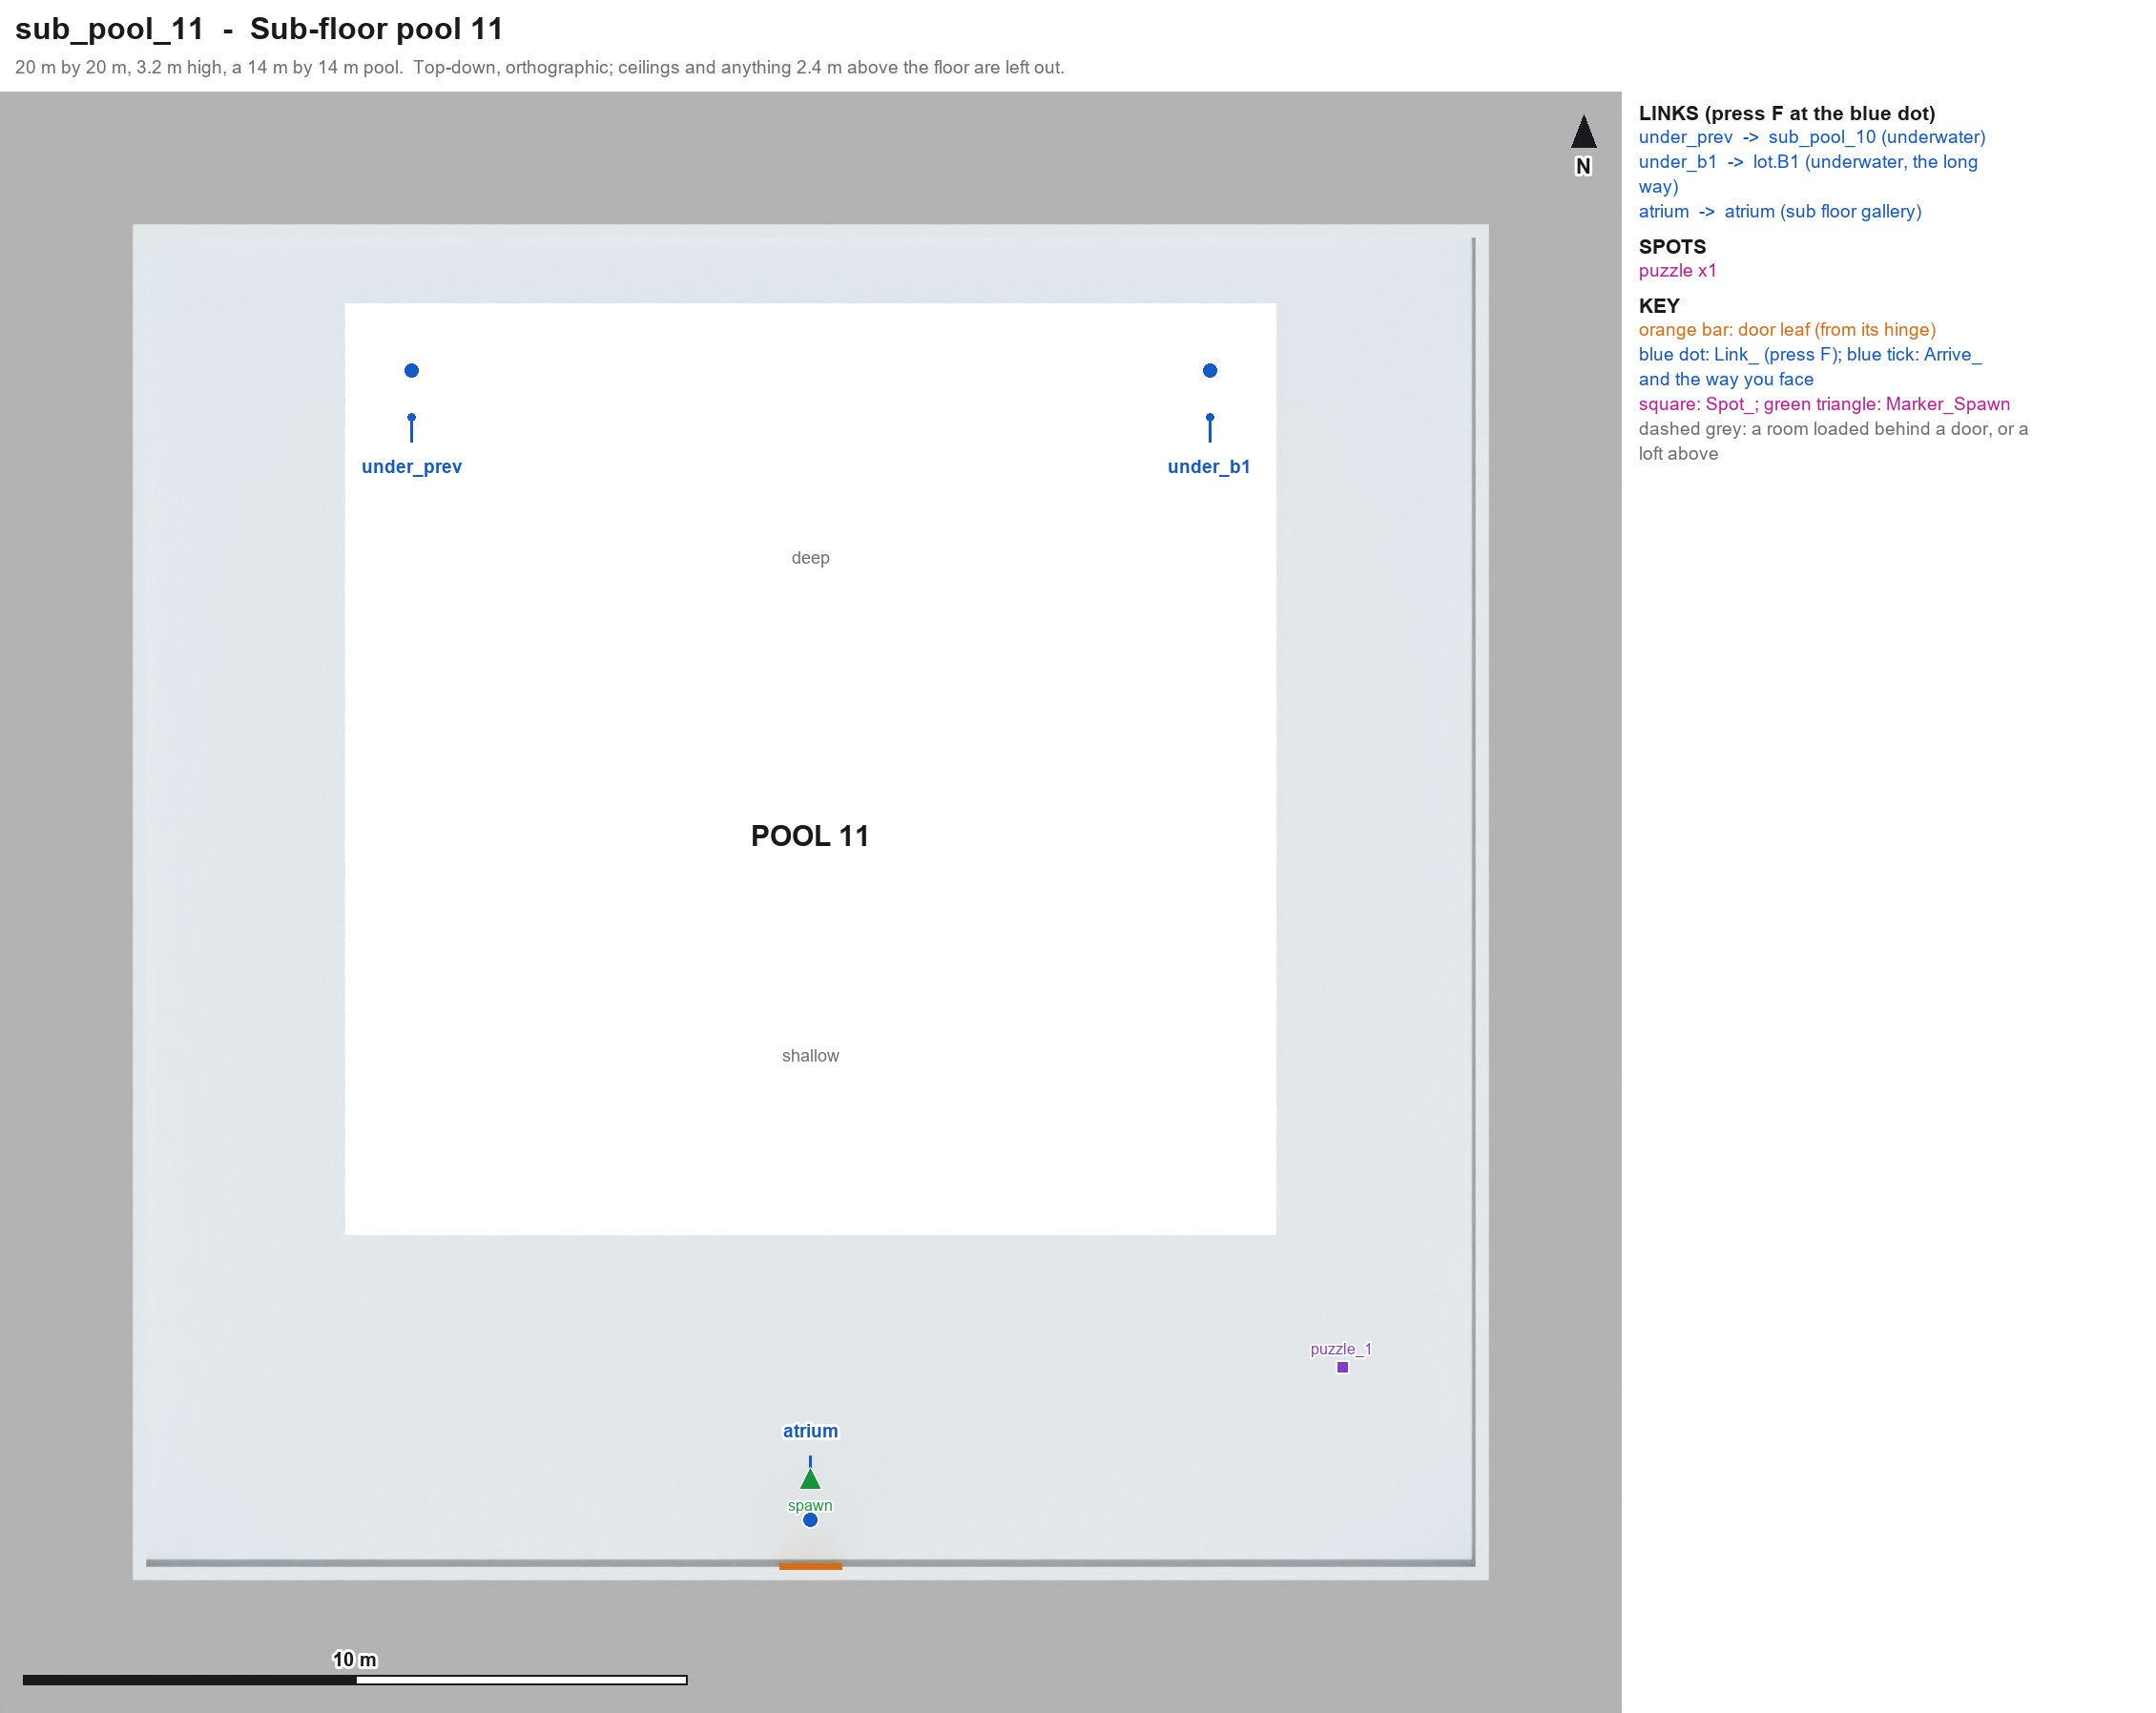 sub_pool_11  -  Sub-floor pool 11
20 m by 20 m, 3.2 m high, a 14 m by 14 m pool.  Top-down, orthographic; ceilings and anything 2.4 m above the floor are left out.
N
LINKS (press F at the blue dot)
under_prev  ->  sub_pool_10 (underwater)
under_b1  ->  lot.B1 (underwater, the long
way)
atrium  ->  atrium (sub floor gallery)
SPOTS
puzzle x1
KEY
orange bar: door leaf (from its hinge)
blue dot: Link_ (press F); blue tick: Arrive_
and the way you face
square: Spot_; green triangle: Marker_Spawn
dashed grey: a room loaded behind a door, or a
loft above
under_prev
under_b1
deep
POOL 11
shallow
puzzle_1
atrium
spawn
10 m